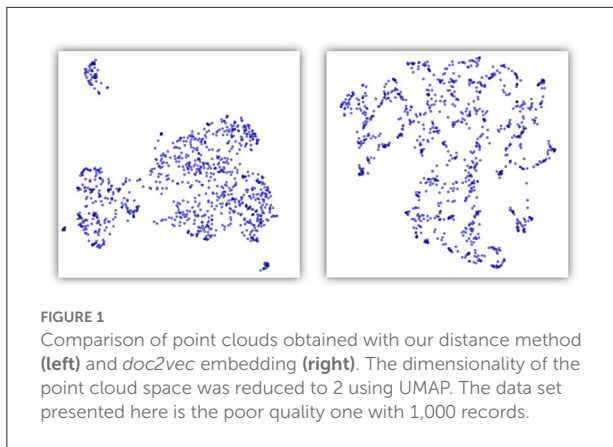 FIGURE 1
Comparison of point clouds obtained with our distance method
(left) and doc2vec embedding (right). The dimensionality of the
point cloud space was reduced to 2 using UMAP. The data set
presented here is the poor quality one with 1,000 records.